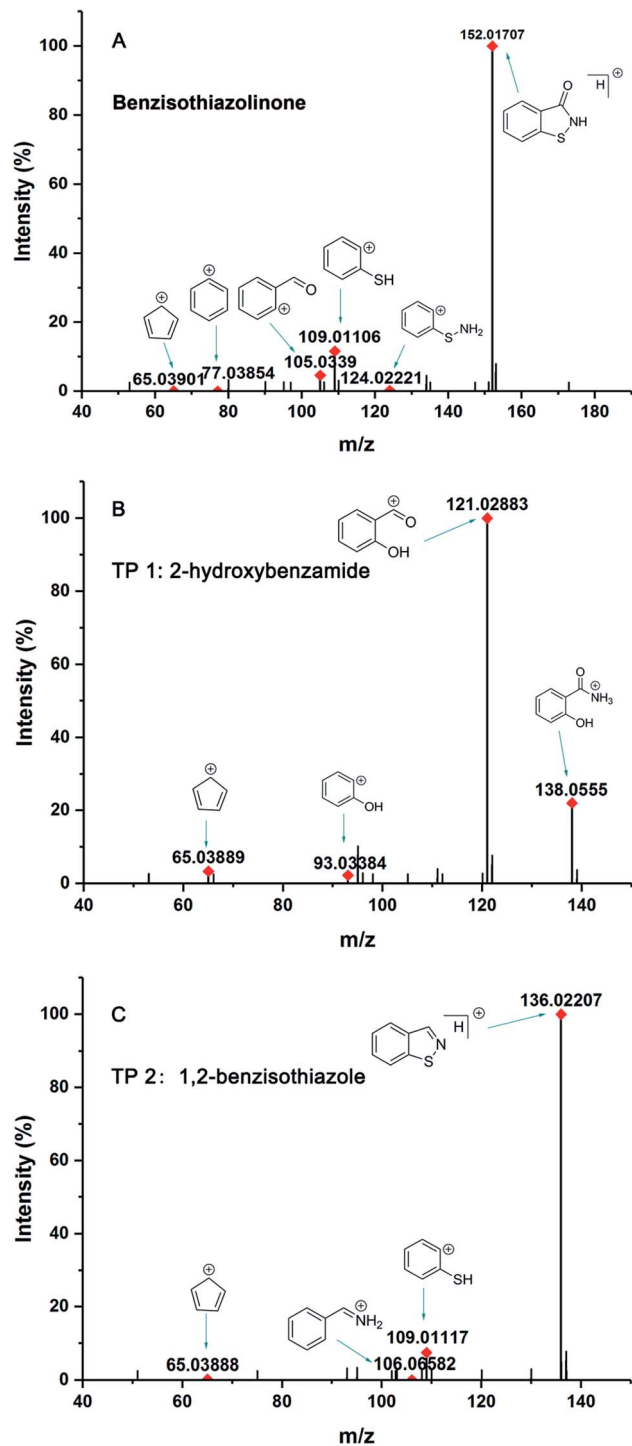 A
Benzisothiazolinone
152.01707
O
H
⊕
NH
S
⊕
O
⊕
⊕
SH
⊕
⊕
⊕
S
NH2
109.01106
105.0339
124.02221
65.03901
77.03854
Intensity (%)
100
80
60
40
20
0
40 60 80 100 120 140 160 180
m/z
B
TP 1: 2-hydroxybenzamide
121.02883
⊕
O
OH
O
⊕
NH3
OH
138.0555
⊕
⊕
OH
65.03889
93.03384
Intensity (%)
100
80
60
40
20
0
40 60 80 100 120 140
m/z
C
TP 2: 1,2-benzisothiazole
136.02207
H
⊕
N
S
⊕
SH
⊕
⊕
NH2
109.01117
65.03888
106.06582
Intensity (%)
100
80
60
40
20
0
40 60 80 100 120 140
m/z